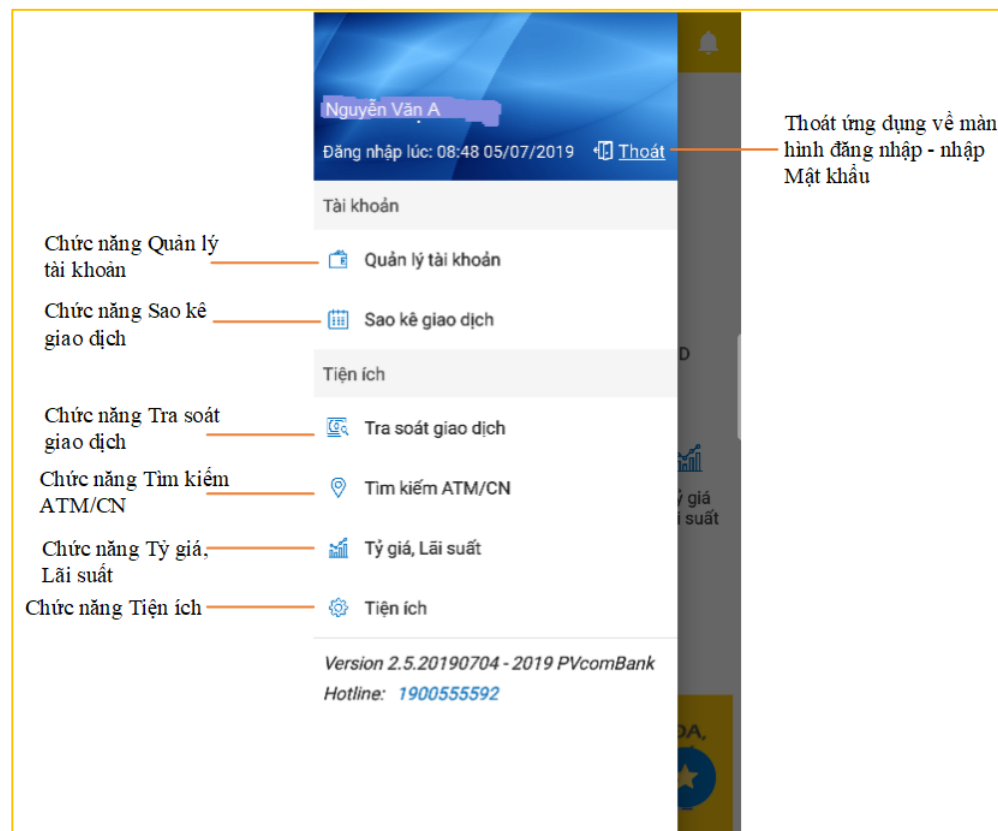 Nguyễn Văn A
Đăng nhập lúc: 08:48 05/07/2019 Thoát
Thoát ứng dụng về màn
hình đăng nhập - nhập
Mật khẩu
Tài khoản
Chức năng Quản lý
tài khoản
Quản lý tài khoản
Chức năng Sao kê
giao dịch
Sao kê giao dịch
D
Tiện ích
Chức năng Tra soát
giao dịch
Tra soát giao dịch
Chức năng Tìm kiếm
ATM/CN
Tìm kiếm ATM/CN
ỷ giá
i suất
Chức năng Tỷ giá,
Lãi suất
Tỷ giá, Lãi suất
Chức năng Tiện ích
Tiện ích
Version 2.5.20190704 - 2019 PVcomBank
Hotline: 1900555592
OA,